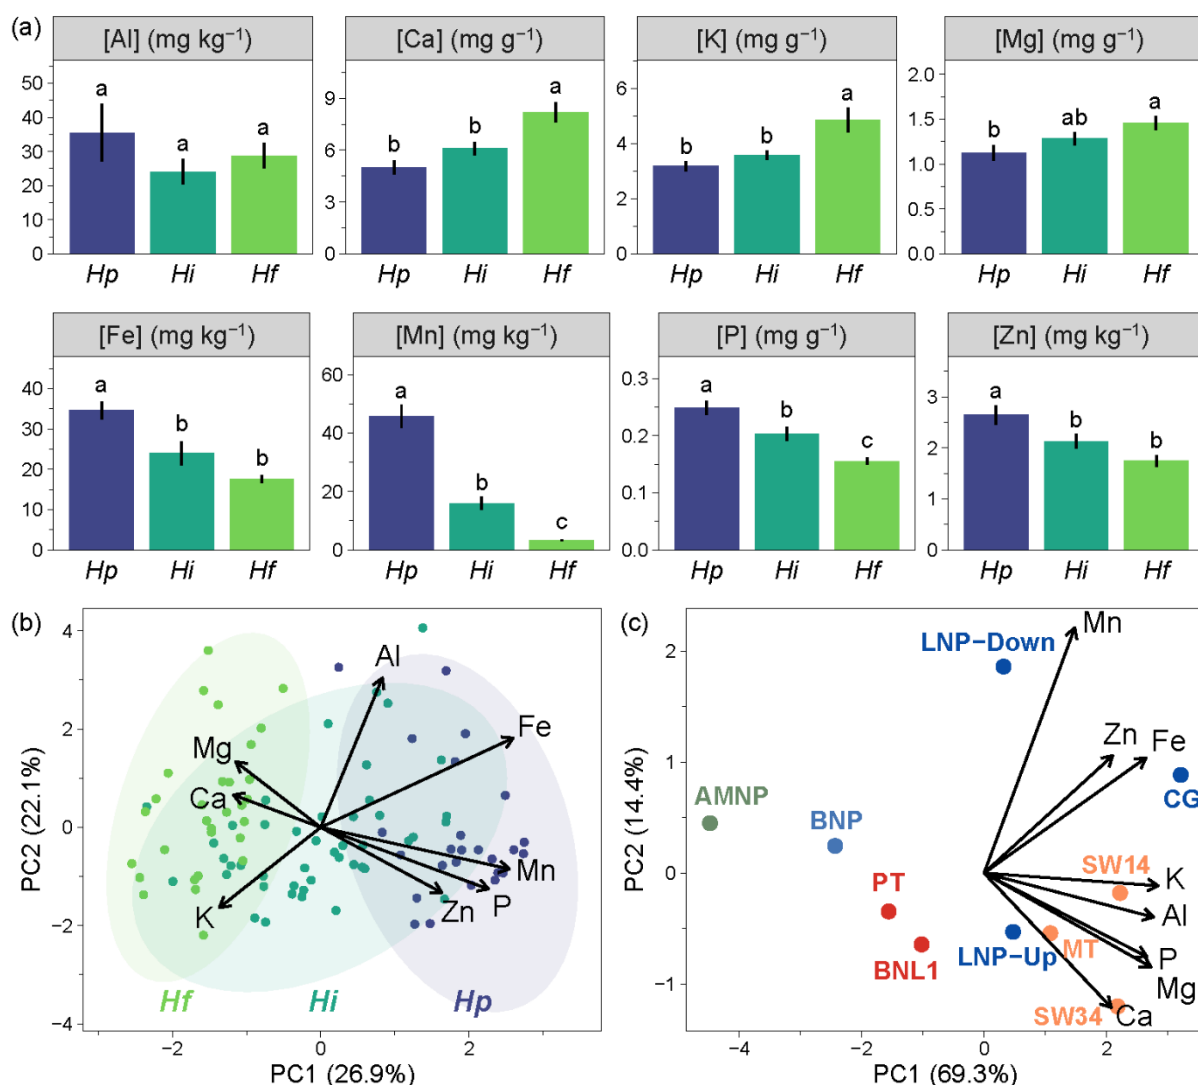 (a)
[Al] (mg kg⁻¹)
[Ca] (mg g⁻¹)
[K] (mg g⁻¹)
[Mg] (mg g⁻¹)
50
40
30
20
10
0
a
a
a
Hp
Hi
Hf
9
6
3
0
b
b
a
Hp
Hi
Hf
6
4
2
0
b
b
a
Hp
Hi
Hf
2.0
1.5
1.0
0.5
0.0
b
ab
a
Hp
Hi
Hf
[Fe] (mg kg⁻¹)
[Mn] (mg kg⁻¹)
[P] (mg g⁻¹)
[Zn] (mg kg⁻¹)
40
30
20
10
0
a
b
b
Hp
Hi
Hf
60
40
20
0
a
b
c
Hp
Hi
Hf
0.3
0.2
0.1
0.0
a
b
c
Hp
Hi
Hf
3
2
1
0
a
b
b
Hp
Hi
Hf
(b)
PC2 (22.1%)
4
2
0
−2
−4
Al
Fe
Mg
Ca
Mn
P
Zn
K
Hf
Hi
Hp
−2
0
2
PC1 (26.9%)
(c)
PC2 (14.4%)
2
1
0
−1
Mn
LNP−Down
Zn
Fe
CG
AMNP
BNP
SW14
K
PT
Al
BNL1
LNP−Up
MT
P
Mg
SW34
Ca
−4
−2
0
2
PC1 (69.3%)